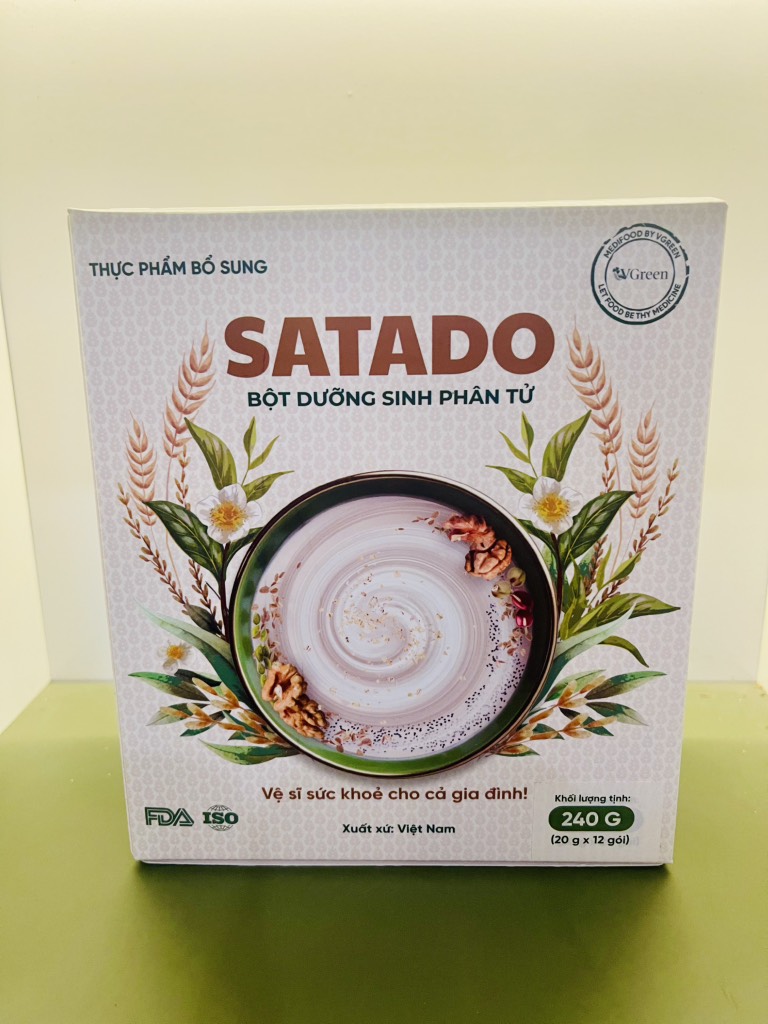 THỰC PHẨM BỔ SUNG
MEDIFOOD BY VGREEN
VGreen
LET FOOD BE THY MEDICINE
SATADO
BỘT DƯỠNG SINH PHÂN TỬ
Vệ sĩ sức khoẻ cho cả gia đình!
FDA ISO
Xuất xứ: Việt Nam
Khối lượng tịnh:
240 G
(20 g x 12 gói)